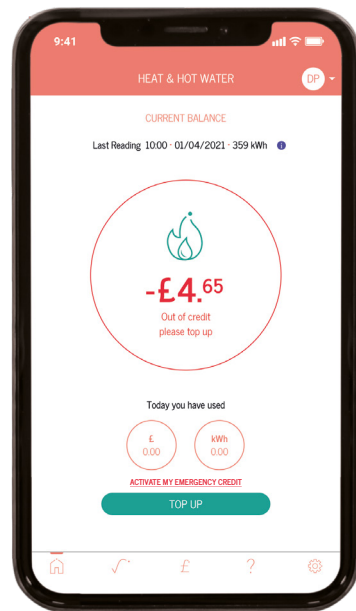 9:41
HEAT & HOT WATER
DP
CURRENT BALANCE
Last Reading 10:00 · 01/04/2021 · 359 kWh i
-£4.65
Out of credit
please top up
Today you have used
£ kWh
0.00 0.00
ACTIVATE MY EMERGENCY CREDIT
TOP UP
£ ?